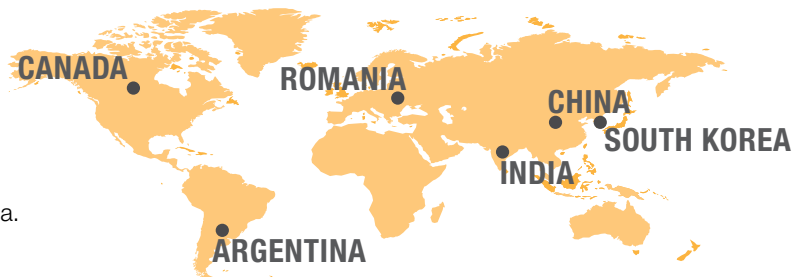 CANADA
ROMANIA
CHINA
SOUTH KOREA
INDIA
a.
ARGENTINA